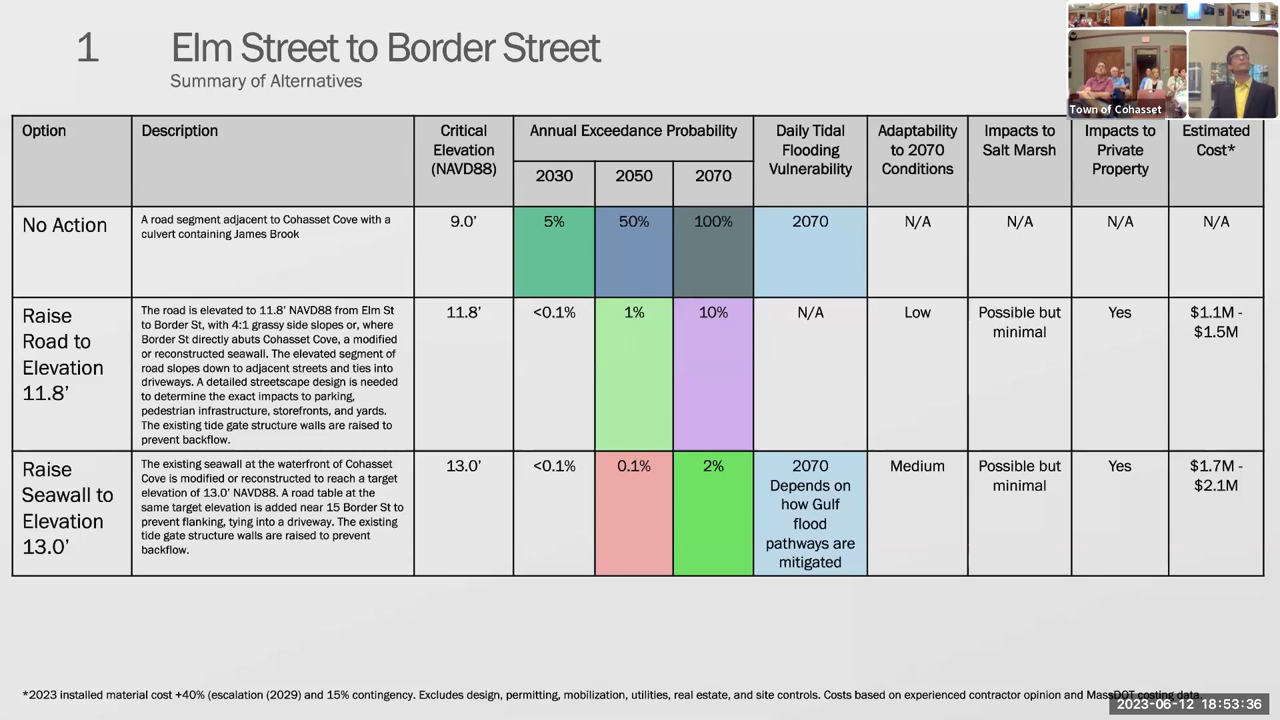 1 Elm Street to Border Street
Summary of Alternatives
Town of Cohasset
Option
Description
Critical
Elevation
(NAVD88)
Annual Exceedance Probability
2030 2050 2070
Daily Tidal
Flooding
Vulnerability
Adaptability
to 2070
Conditions
Impacts to
Salt Marsh
Impacts to
Private
Property
Estimated
Cost*
No Action
A road segment adjacent to Cohasset Cove with a
culvert containing James Brook
9.0’
5%
50%
100%
2070
N/A
N/A
N/A
N/A
Raise
Road to
Elevation
11.8’
The road is elevated to 11.8’ NAVD88 from Elm St
to Border St, with 4:1 grassy side slopes or, where
Border St directly abuts Cohasset Cove, a modified
or reconstructed seawall. The elevated segment of
road slopes down to adjacent streets and ties into
driveways. A detailed streetscape design is needed
to determine the exact impacts to parking,
pedestrian infrastructure, storefronts, and yards.
The existing tide gate structure walls are raised to
prevent backflow.
11.8’
<0.1%
1%
10%
N/A
Low
Possible but
minimal
Yes
$1.1M -
$1.5M
Raise
Seawall to
Elevation
13.0’
The existing seawall at the waterfront of Cohasset
Cove is modified or reconstructed to reach a target
elevation of 13.0’ NAVD88. A road table at the
same target elevation is added near 15 Border St to
prevent flanking, tying into a driveway. The existing
tide gate structure walls are raised to prevent
backflow.
13.0’
<0.1%
0.1%
2%
2070
Depends on
how Gulf
flood
pathways are
mitigated
Medium
Possible but
minimal
Yes
$1.7M -
$2.1M
*2023 installed material cost +40% (escalation (2029) and 15% contingency. Excludes design, permitting, mobilization, utilities, real estate, and site controls. Costs based on experienced contractor opinion and MassDOT costing data.
2023-06-12 18:53:36